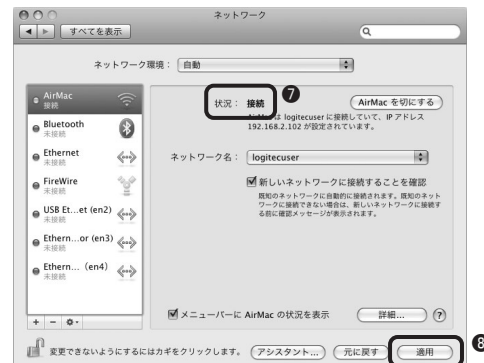 ネットワーク
すべてを表示
ネットワーク環境： 自動
AirMac
接続
Bluetooth
未接続
Ethernet
未接続
FireWire
未接続
USB Et...et (en2)
未接続
Ethern...or (en3)
未接続
Ethern... (en4)
未接続
状況： 接続 ❼
AirMac を切にする
AirMac は logitecuser に接続していて、IP アドレス
192.168.2.102 が設定されています。
ネットワーク名： logitecuser
新しいネットワークに接続することを確認
既知のネットワークに自動的に接続されます。既知のネット
ワークに接続できない場合は、新しいネットワークに接続す
る前に確認メッセージが表示されます。
メニューバーに AirMac の状況を表示
詳細... ?
+ −
変更できないようにするにはカギをクリックします。
アシスタント... 元に戻す 適用 ❽